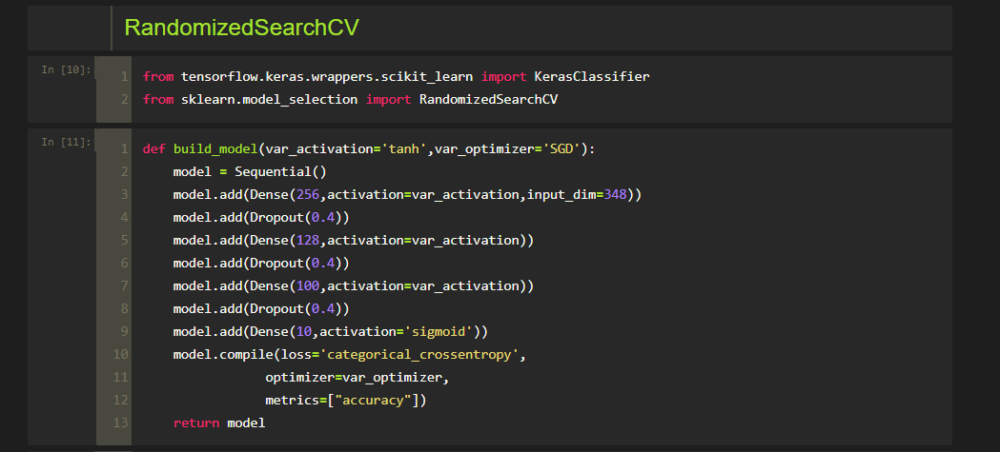 RandomizedSearchCV
In [10]:
1 from tensorflow.keras.wrappers.scikit_learn import KerasClassifier
2 from sklearn.model_selection import RandomizedSearchCV
In [11]:
1 def build_model(var_activation='tanh',var_optimizer='SGD'):
2     model = Sequential()
3     model.add(Dense(256,activation=var_activation,input_dim=348))
4     model.add(Dropout(0.4))
5     model.add(Dense(128,activation=var_activation))
6     model.add(Dropout(0.4))
7     model.add(Dense(100,activation=var_activation))
8     model.add(Dropout(0.4))
9     model.add(Dense(10,activation='sigmoid'))
10     model.compile(loss='categorical_crossentropy',
11                 optimizer=var_optimizer,
12                 metrics=["accuracy"])
13     return model